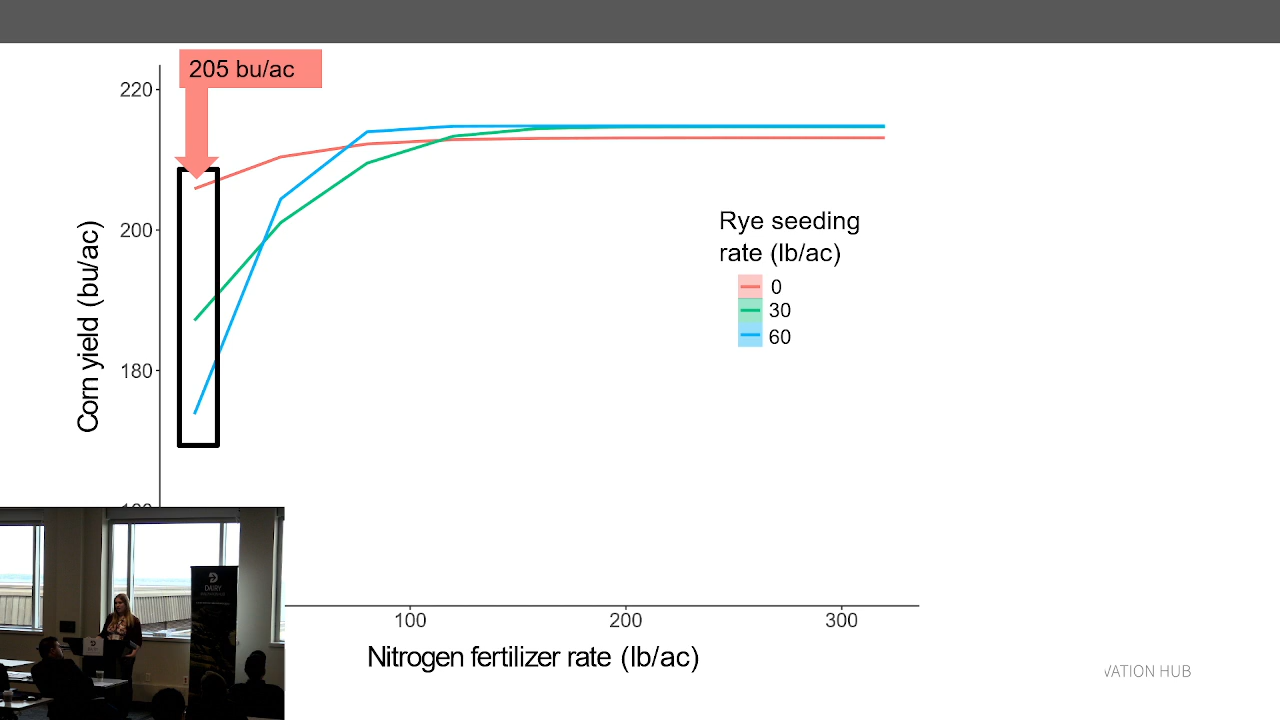 205 bu/ac
220
200
180
Corn yield (bu/ac)
Rye seeding
rate (lb/ac)
0
30
60
100
200
300
Nitrogen fertilizer rate (lb/ac)
DAIRY
VATION HUB